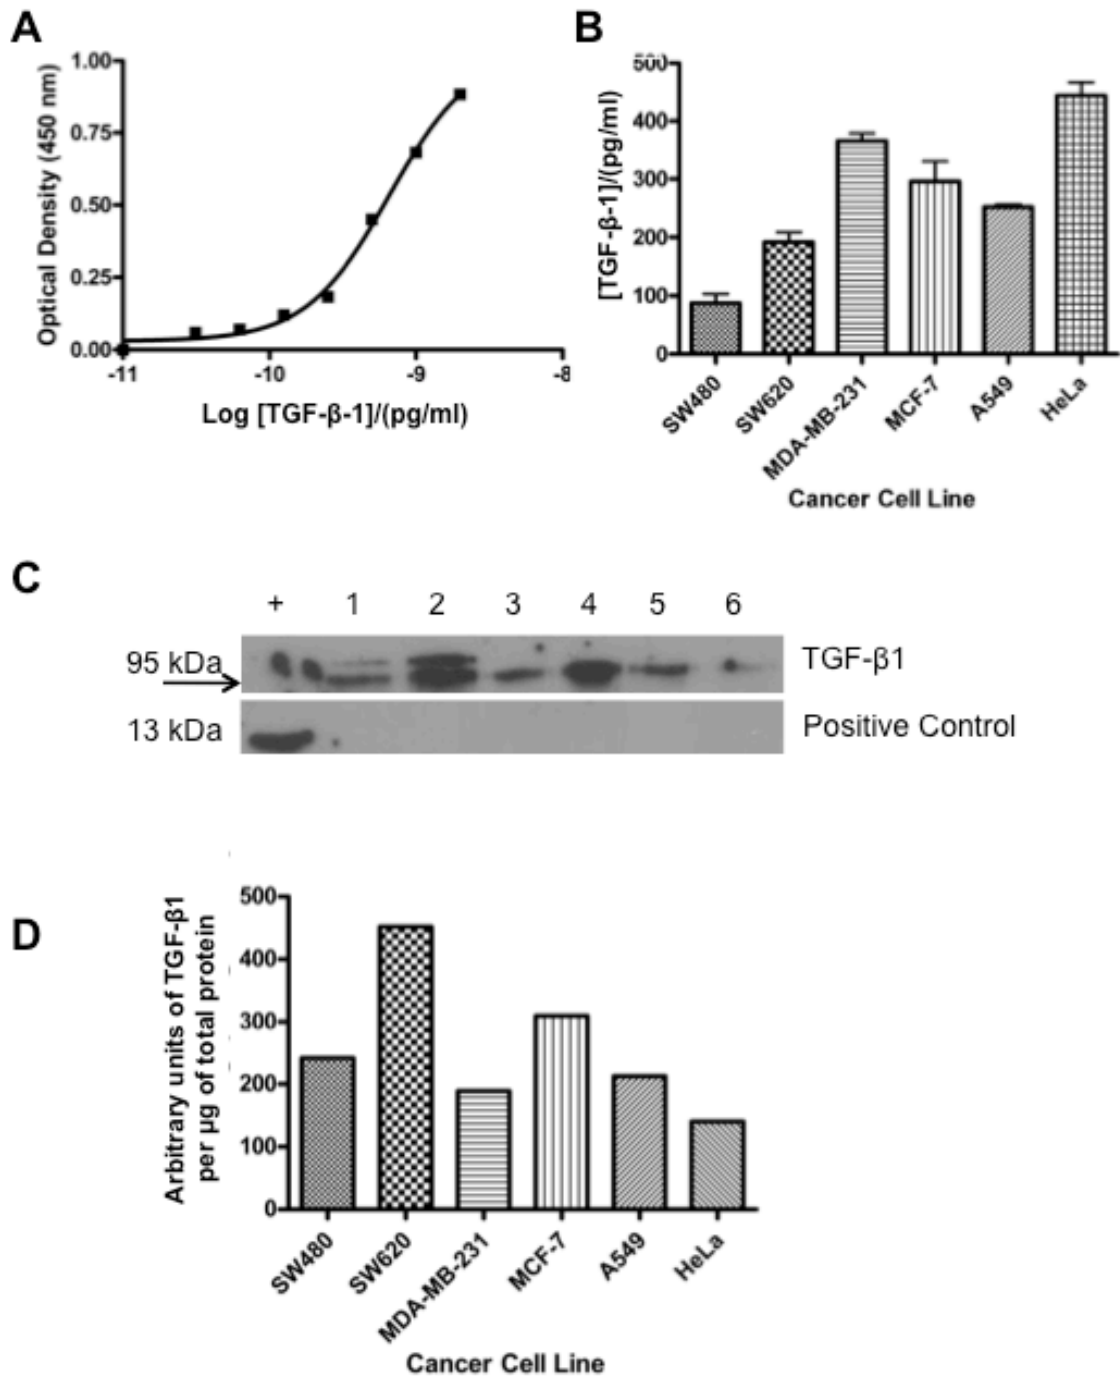 A
1.00
0.75
0.50
0.25
0.00
-11
-10
-9
-8
Optical Density (450 nm)
Log [TGF-β-1]/(pg/ml)
B
500
400
300
200
100
0
[TGF-β-1]/(pg/ml)
SW480
SW620
MDA-MB-231
MCF-7
A549
HeLa
Cancer Cell Line
C
+ 1 2 3 4 5 6
95 kDa
TGF-β1
13 kDa
Positive Control
D
500
400
300
200
100
0
Arbitrary units of TGF-β1
per µg of total protein
SW480
SW620
MDA-MB-231
MCF-7
A549
HeLa
Cancer Cell Line